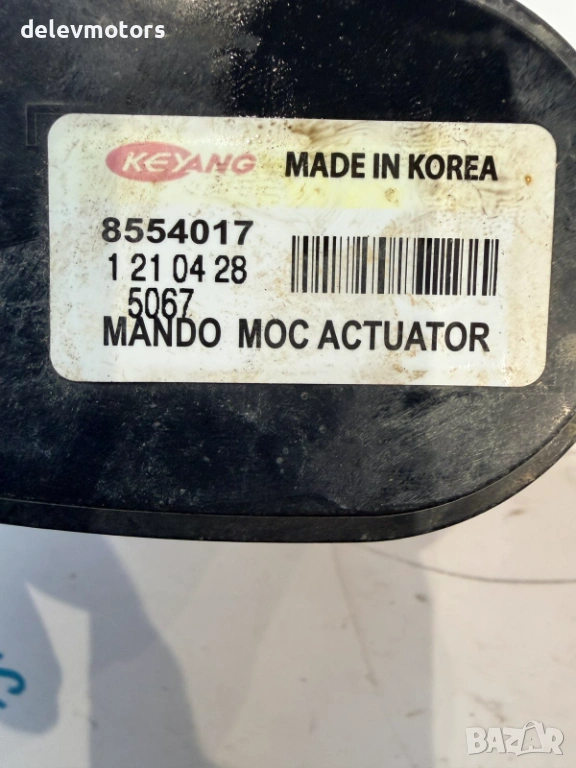 delevmotors
KEYANG MADE IN KOREA
8554017
1 21 04 28
5067
MANDO MOC ACTUATOR
BAZAR